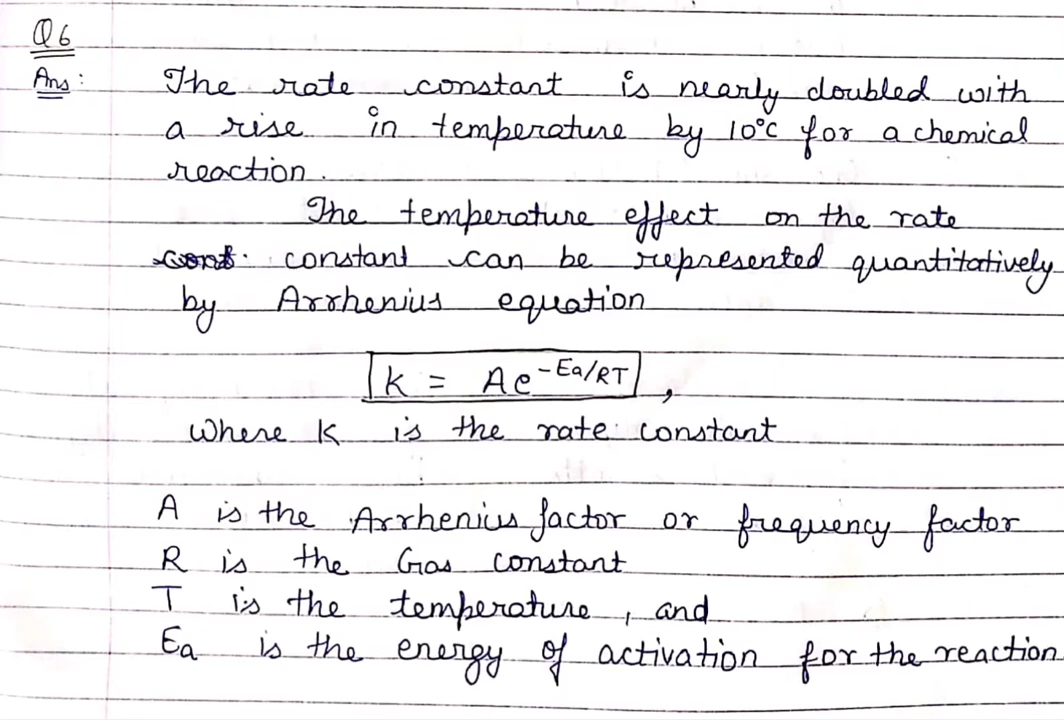 Q6
Ans: The rate constant is nearly doubled with
a rise in temperature by 10°C for a chemical
reaction.
The temperature effect on the rate
const. constant can be represented quantitatively
by Arrhenius equation
K = Ae^-Ea/RT ,
Where K is the rate constant
A is the Arrhenius factor or frequency factor
R is the Gas constant
T is the temperature, and
Ea is the energy of activation for the reaction